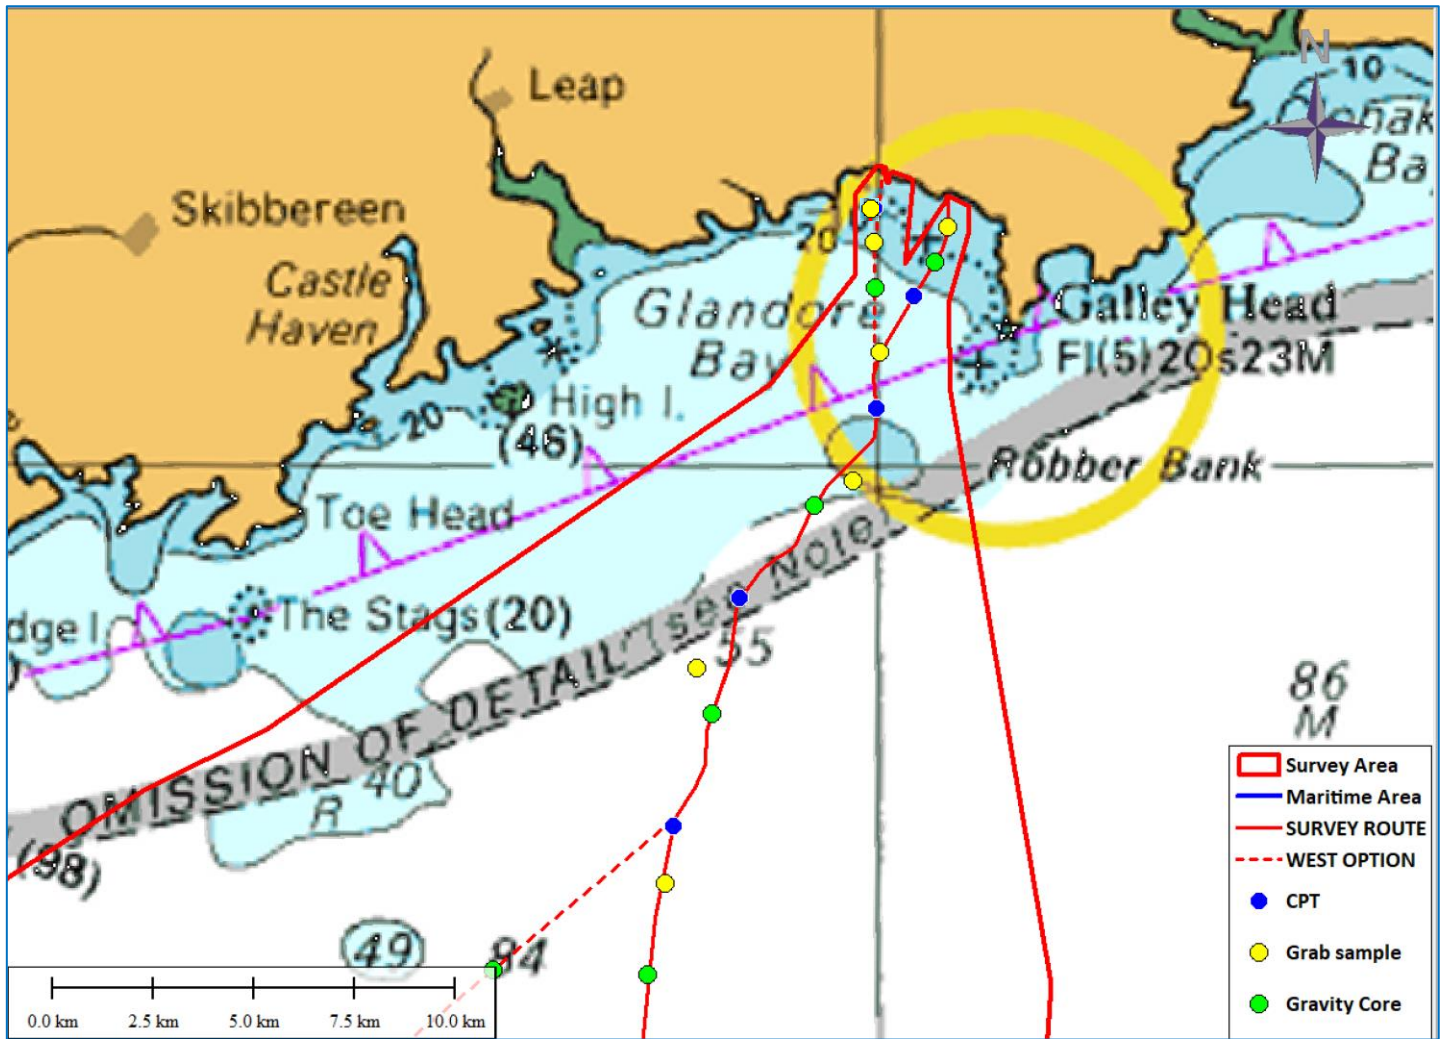 N
10
Leap
Ba
Skibbereen
20
Castle
Haven
Glandore
Bay
Galley Head
Fl(5)20s23M
High I.
20
(46)
Robber Bank
Toe Head
The Stags(20)
dge I
OMISSION OF DETAIL (see Note
55
86
M
40
R
(98)
49
84
0.0 km 2.5 km 5.0 km 7.5 km 10.0 km
Survey Area
Maritime Area
SURVEY ROUTE
WEST OPTION
CPT
Grab sample
Gravity Core